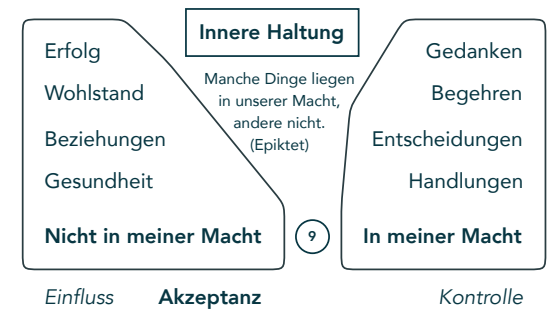 Innere Haltung
Manche Dinge liegen
in unserer Macht,
andere nicht.
(Epiktet)
Erfolg
Wohlstand
Beziehungen
Gesundheit
Nicht in meiner Macht
9
Gedanken
Begehren
Entscheidungen
Handlungen
In meiner Macht
Einfluss Akzeptanz
Kontrolle